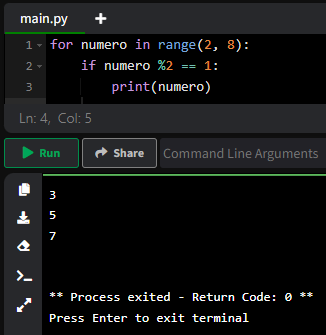 main.py +
1 for numero in range(2, 8):
2 if numero %2 == 1:
3 print(numero)
Ln: 4, Col: 5
Run Share Command Line Arguments
3
5
7
** Process exited - Return Code: 0 **
Press Enter to exit terminal